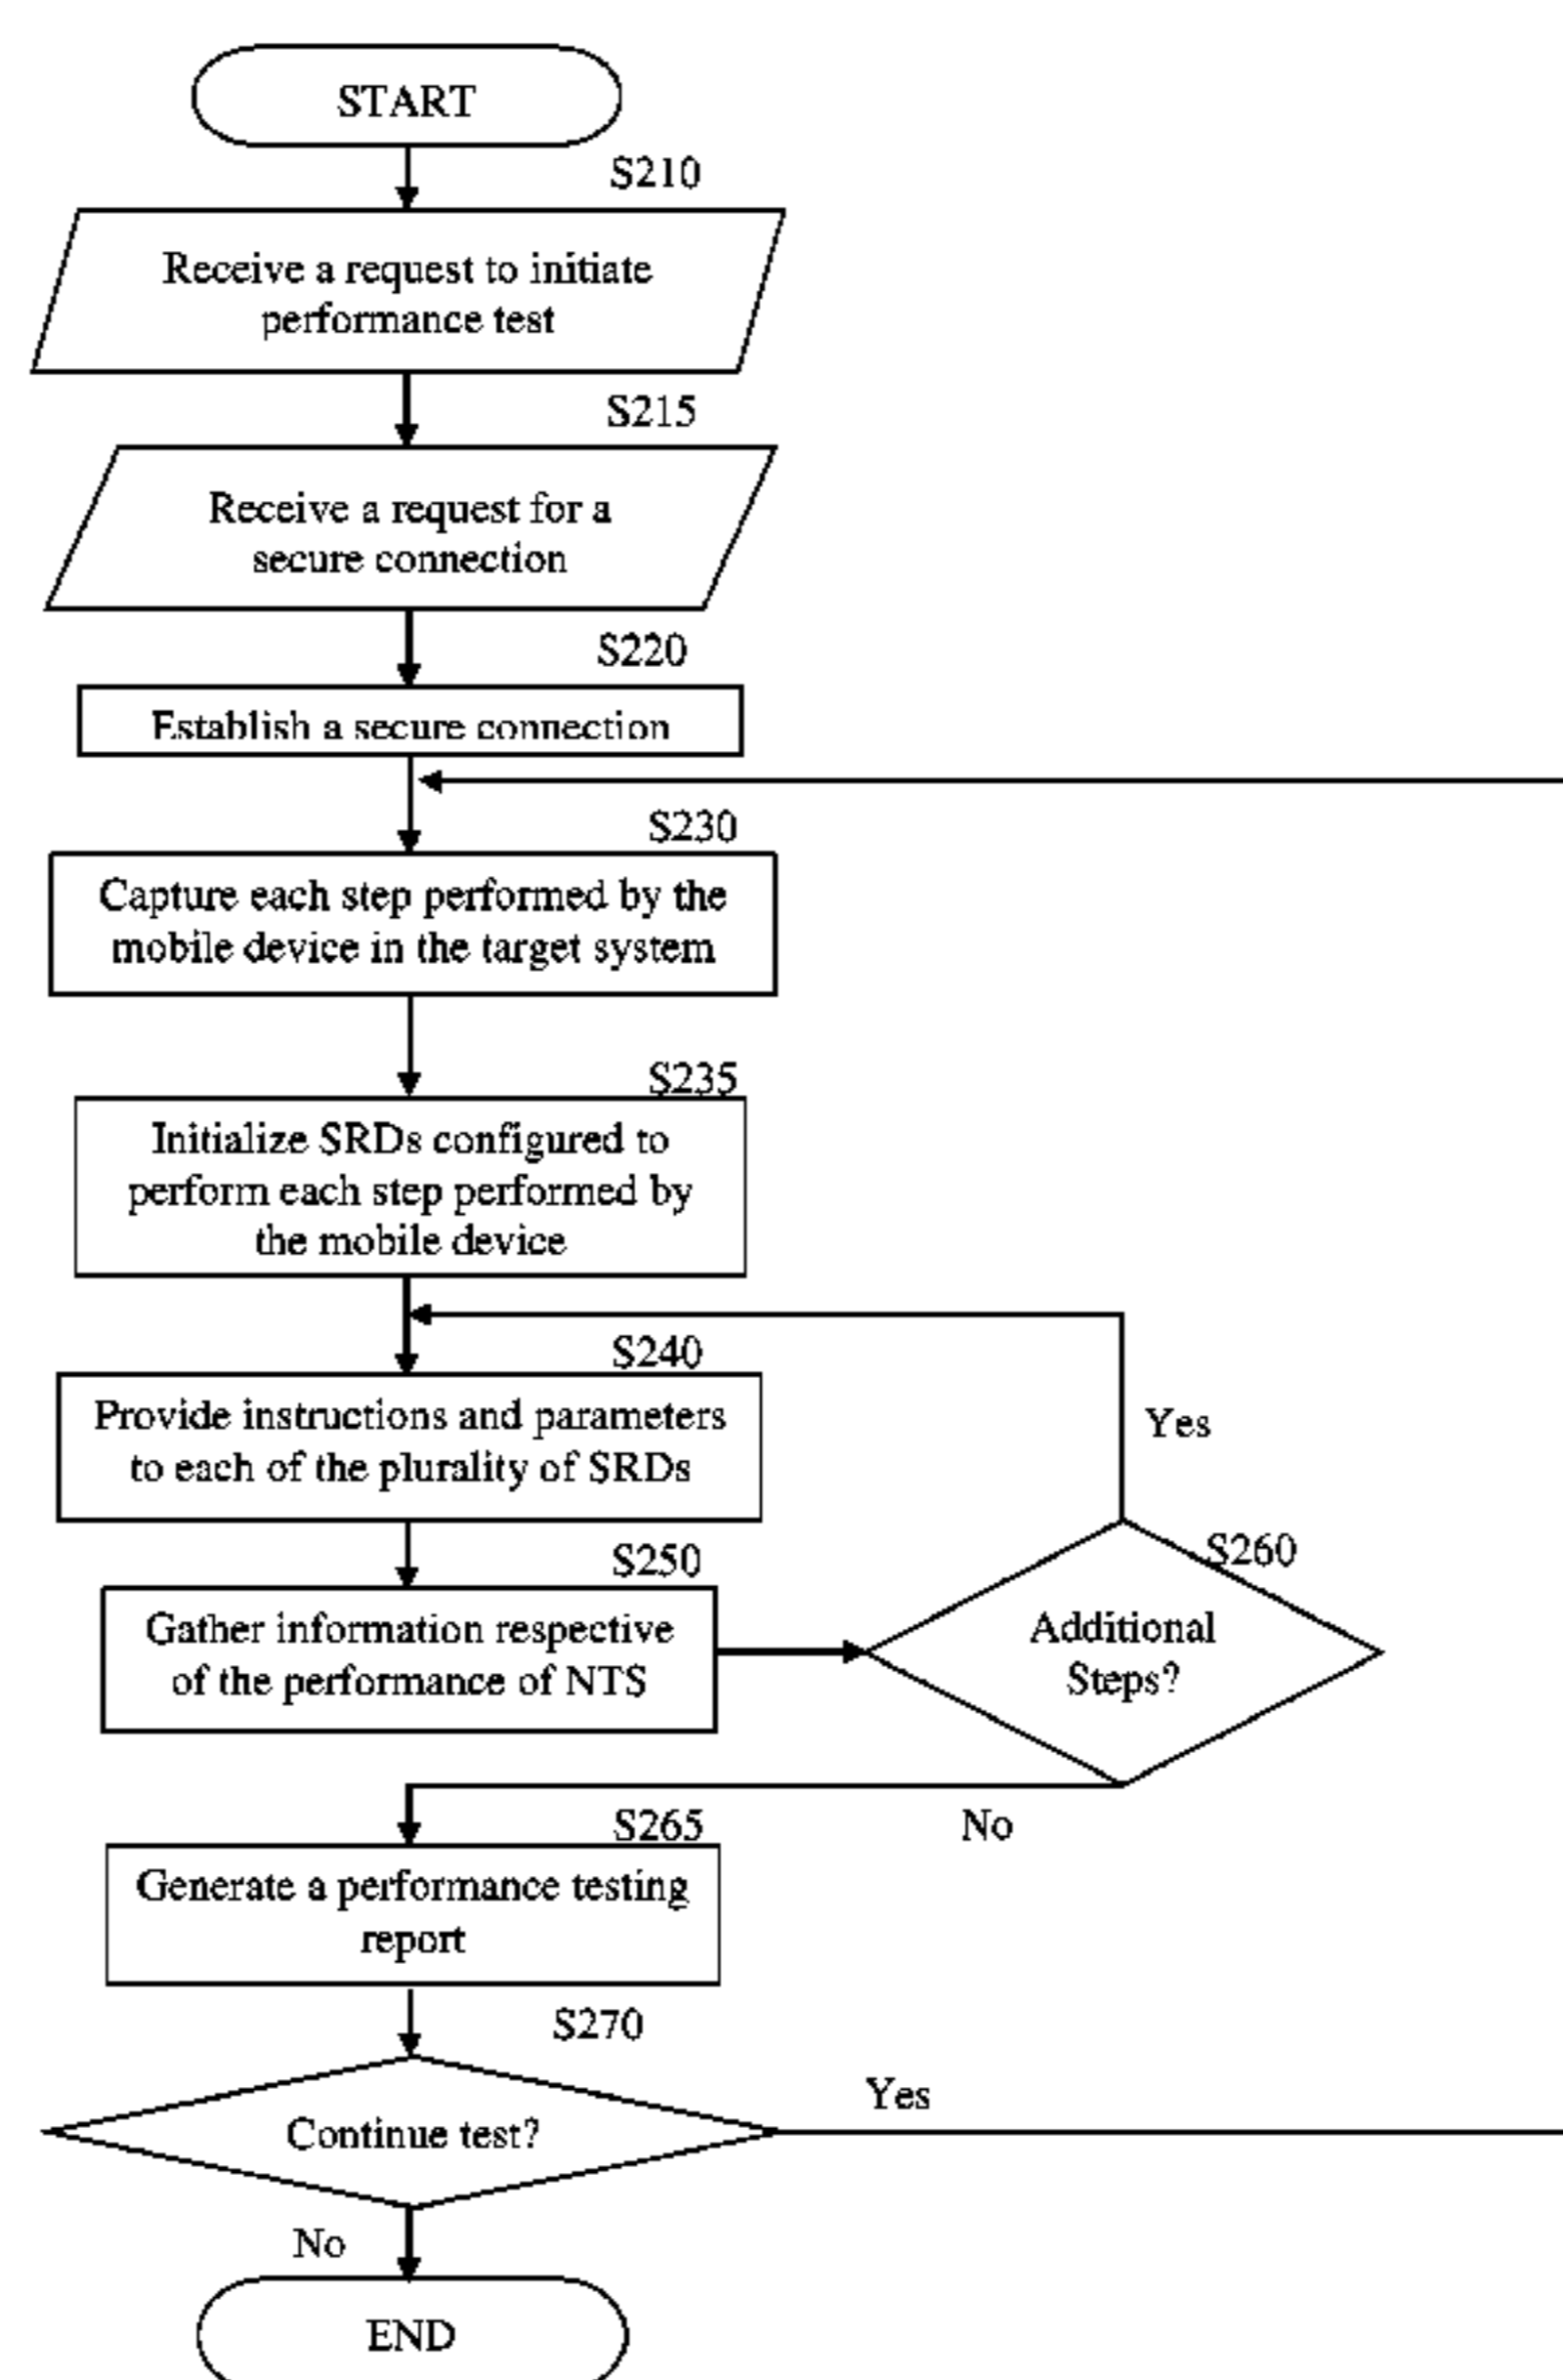 START
S210
Receive a request to initiate
performance test
S215
Receive a request for a
secure connection
S220
Establish a secure connection
S230
Capture each step performed by the
mobile device in the target system
S235
Initialize SRDs configured to
perform each step performed by
the mobile device
S240
Provide instructions and parameters
to each of the plurality of SRDs
Yes
S250
Gather information respective
of the performance of NTS
S260
Additional
Steps?
No
S265
Generate a performance testing
report
S270
Continue test?
Yes
No
END